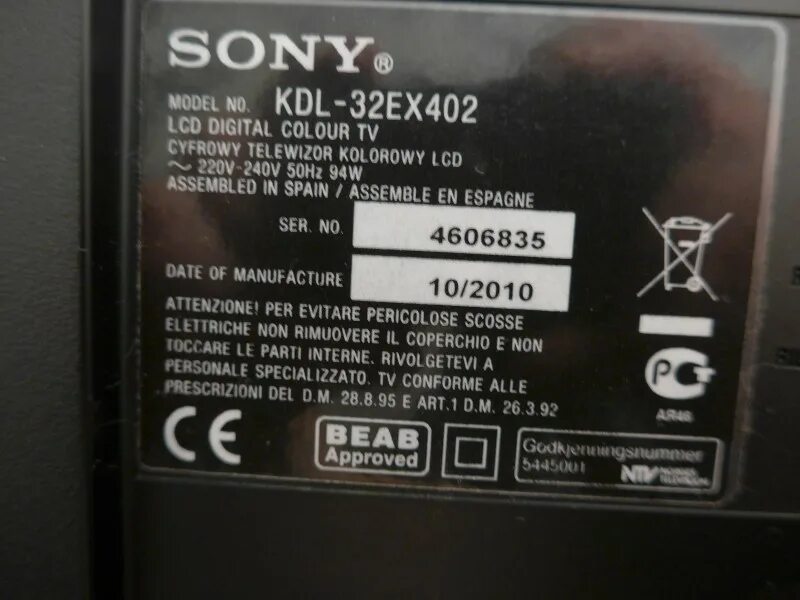 SONY®
MODEL NO. KDL-32EX402
LCD DIGITAL COLOUR TV
CYFROWY TELEWIZOR KOLOROWY LCD
~ 220V-240V 50Hz 94W
ASSEMBLED IN SPAIN / ASSEMBLE EN ESPAGNE
SER. NO. 4606835
DATE OF MANUFACTURE 10/2010
ATTENZIONE! PER EVITARE PERICOLOSE SCOSSE
ELETTRICHE NON RIMUOVERE IL COPERCHIO E NON
TOCCARE LE PARTI INTERNE. RIVOLGETEVI A
PERSONALE SPECIALIZZATO. TV CONFORME ALLE
PRESCRIZIONI DEL D.M. 28.8.95 E ART.1 D.M. 26.3.92
PCT
AR46
CE
BEAB
Approved
Godkjenningsnummer
5445001
NTV